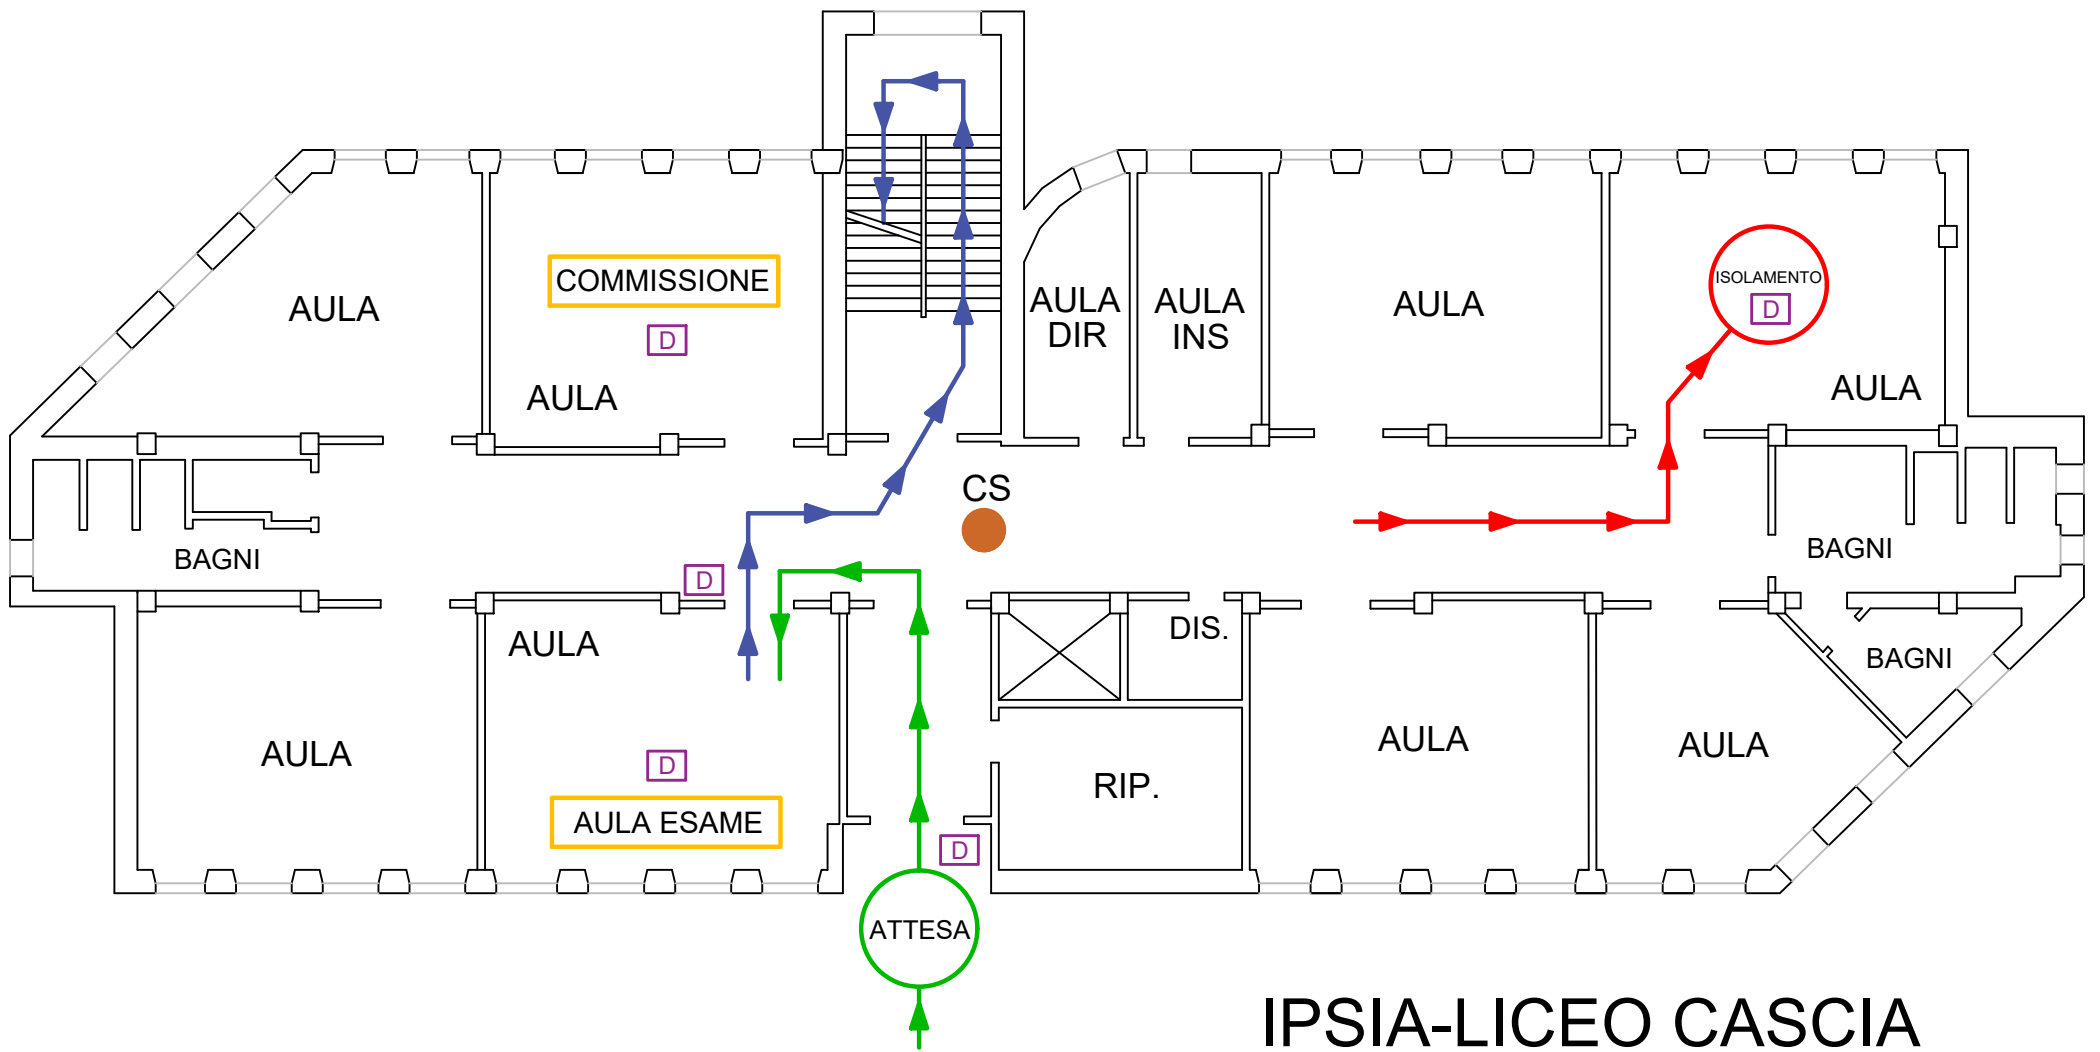 COMMISSIONE
ISOLAMENTO
D
AULA
AULA
DIR
AULA
INS
AULA
D
AULA
AULA
AULA
CS
BAGNI
BAGNI
D
AULA
DIS.
BAGNI
AULA
AULA
AULA
D
RIP.
AULA ESAME
D
ATTESA
IPSIA-LICEO CASCIA